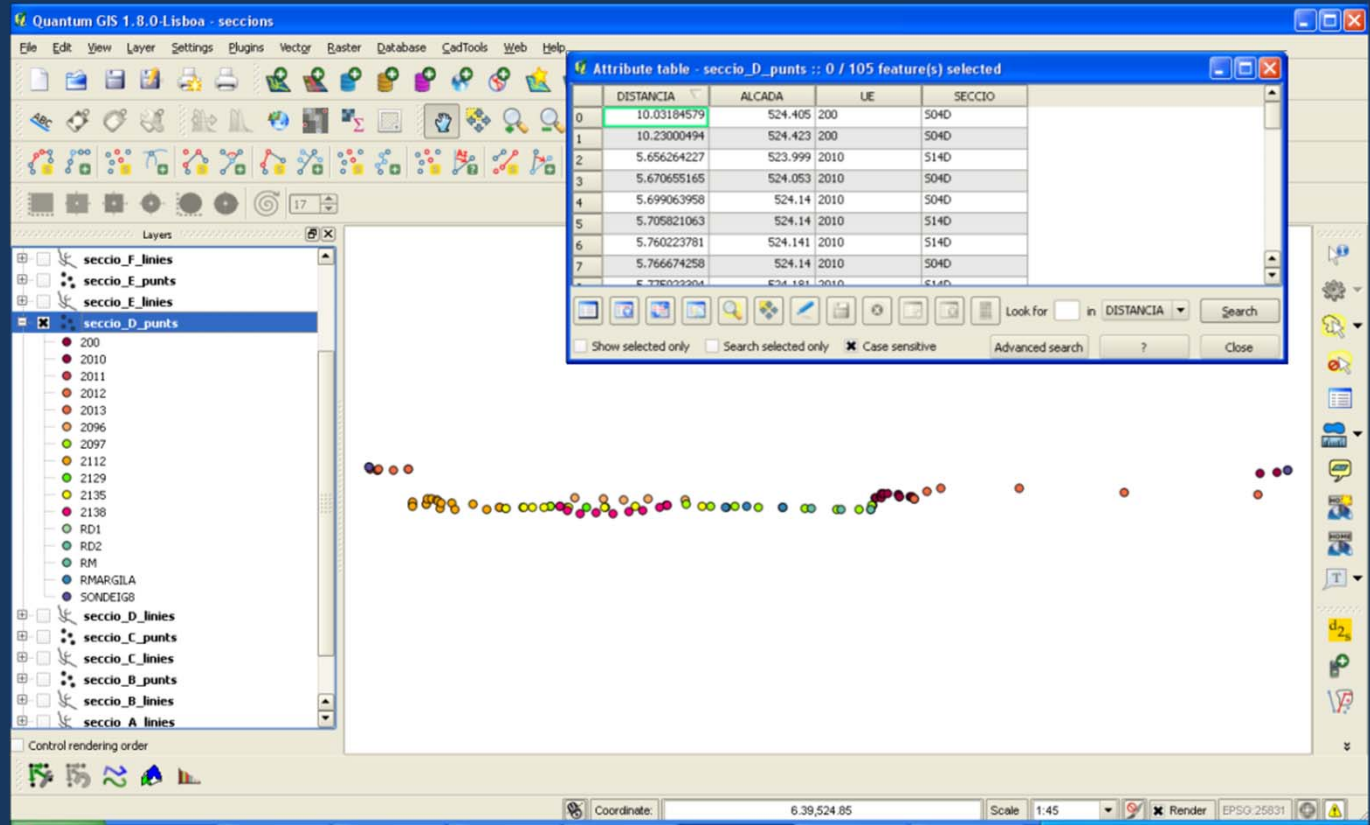 Quantum GIS 1.8.0-Lisboa - seccions
File Edit View Layer Settings Plugins Vector Raster Database CadTools Web Help
Attribute table - seccio_D_punts :: 0 / 105 feature(s) selected
DISTANCIA ALCADA UE SECCIO
0 10.03184579 524.405 200 S04D
1 10.23000494 524.423 200 S04D
2 5.656264227 523.999 2010 S14D
3 5.670655165 524.053 2010 S04D
4 5.699063958 524.14 2010 S04D
5 5.705821063 524.14 2010 S14D
6 5.760223781 524.141 2010 S14D
7 5.766674258 524.14 2010 S04D
Look for in DISTANCIA Search
Show selected only Search selected only Case sensitive Advanced search ? Close
ABC
17
Layers
seccio_F_linies
seccio_E_punts
seccio_E_linies
seccio_D_punts
200
2010
2011
2012
2013
2096
2097
2112
2129
2135
2138
RD1
RD2
RM
RMARGILA
SONDEIG8
seccio_D_linies
seccio_C_punts
seccio_C_linies
seccio_B_punts
seccio_B_linies
seccio_A_linies
Control rendering order
HOME
T
d2s
Coordinate: 6.39,524.85 Scale 1:45 Render EPSG:25831